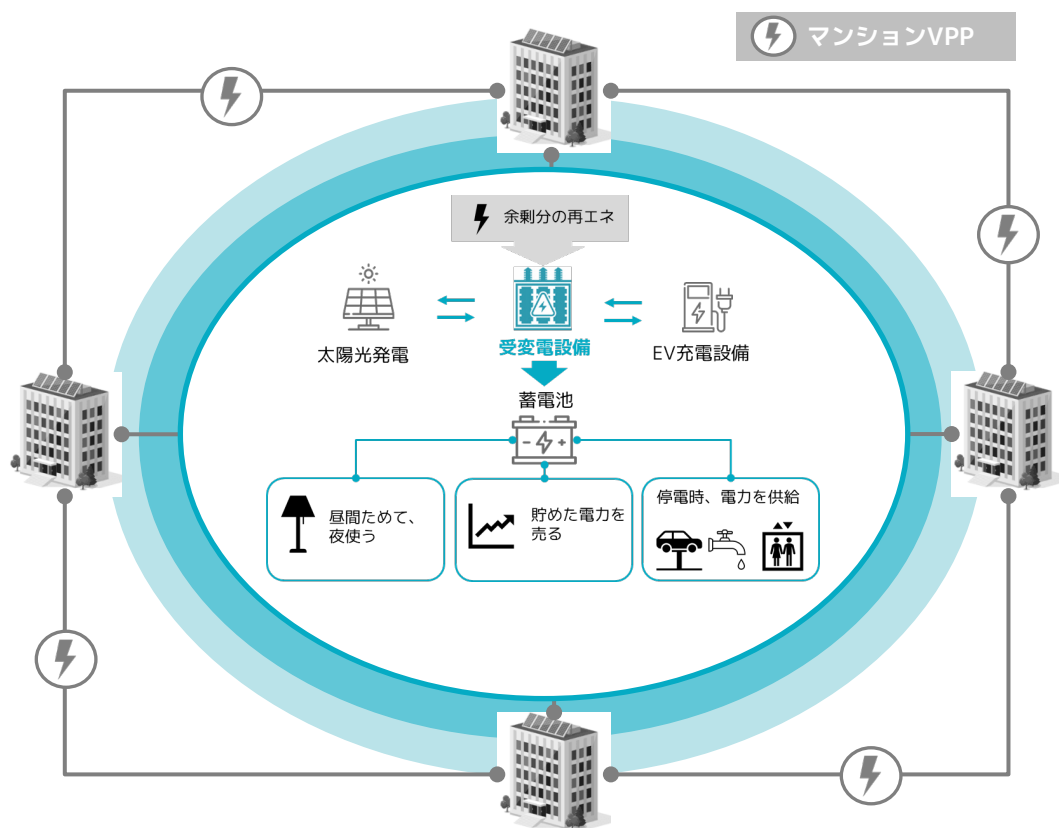 マンションVPP
余剰分の再エネ
太陽光発電
受変電設備
EV充電設備
蓄電池
昼間ためて、
夜使う
貯めた電力を
売る
停電時、電力を供給